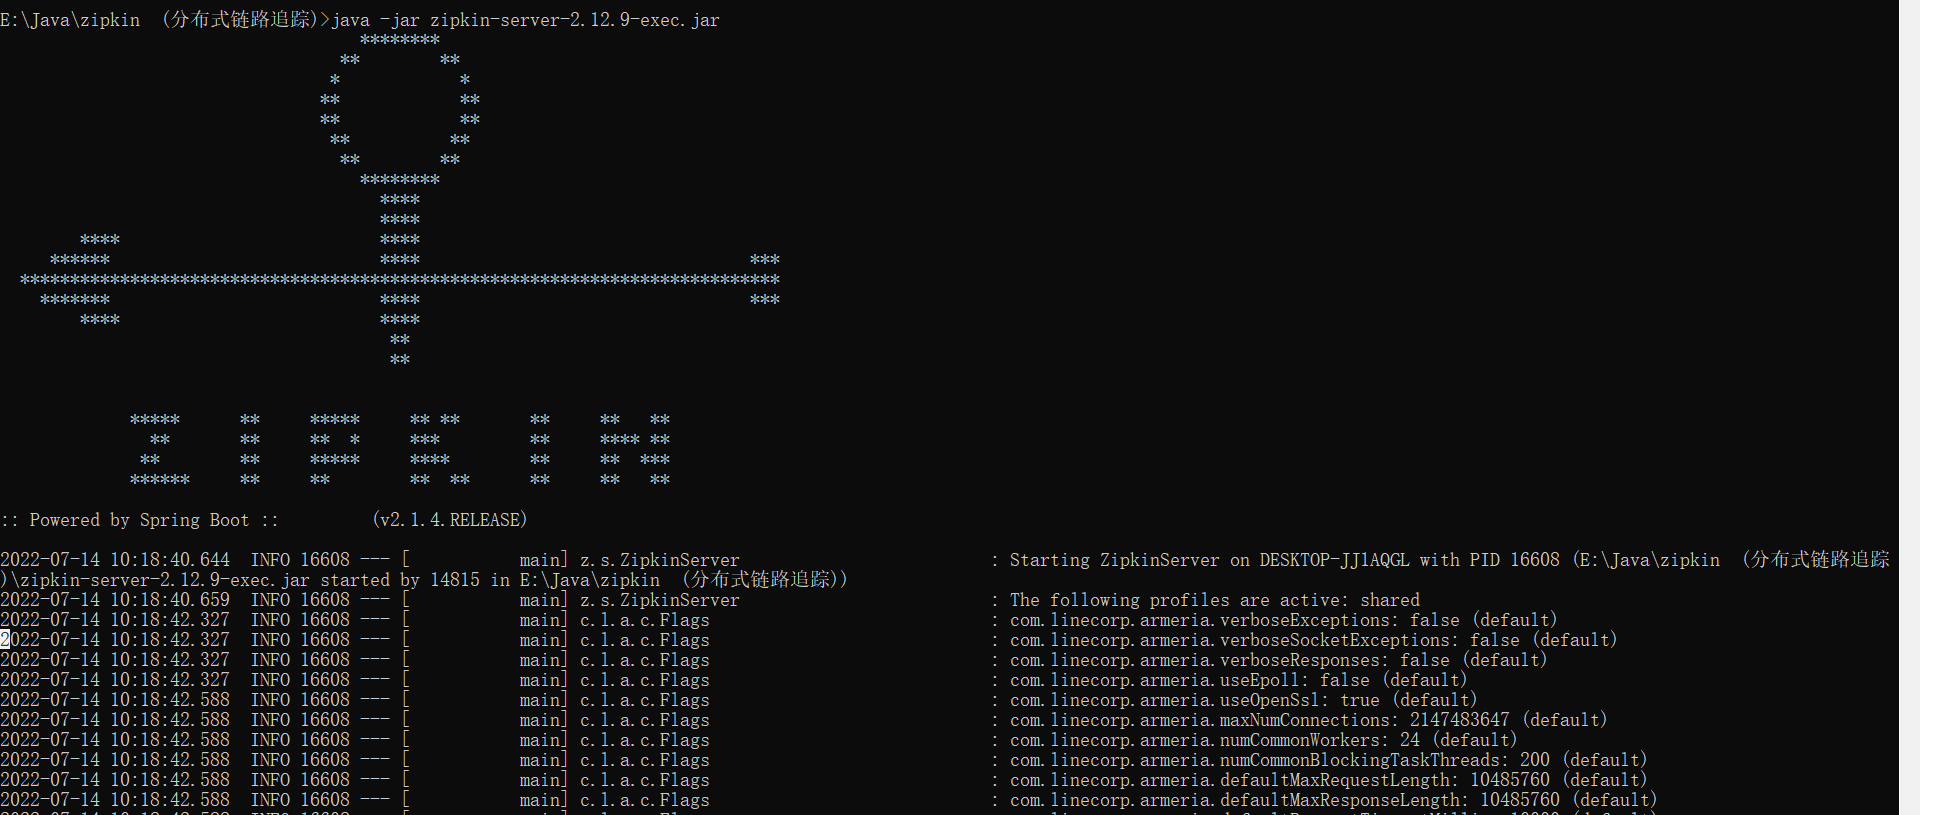 E:\Java\zipkin （分布式链路追踪)>java -jar zipkin-server-2.12.9-exec.jar
                                    ********
                                  **        **
                                 *            *
                                **            **
                                **            **
                                 **          **
                                  **        **
                                    ********
                                      ****
                                      ****
        ****                          ****
     ******                           ****                                 ***
  ****************************************************************************
    *******                           ****                                 ***
        ****                          ****
                                       **
                                       **
             *****      **     *****     ** **       **     **   **
               **       **     **  *     ***         **     **** **
              **        **     *****     ****        **     **  ***
             ******     **     **        **  **      **     **   **
:: Powered by Spring Boot ::         (v2.1.4.RELEASE)
2022-07-14 10:18:40.644  INFO 16608 --- [           main] z.s.ZipkinServer                         : Starting ZipkinServer on DESKTOP-JJ1AQGL with PID 16608 (E:\Java\zipkin （分布式链路追踪
)\zipkin-server-2.12.9-exec.jar started by 14815 in E:\Java\zipkin （分布式链路追踪))
2022-07-14 10:18:40.659  INFO 16608 --- [           main] z.s.ZipkinServer                         : The following profiles are active: shared
2022-07-14 10:18:42.327  INFO 16608 --- [           main] c.l.a.c.Flags                            : com.linecorp.armeria.verboseExceptions: false (default)
2022-07-14 10:18:42.327  INFO 16608 --- [           main] c.l.a.c.Flags                            : com.linecorp.armeria.verboseSocketExceptions: false (default)
2022-07-14 10:18:42.327  INFO 16608 --- [           main] c.l.a.c.Flags                            : com.linecorp.armeria.verboseResponses: false (default)
2022-07-14 10:18:42.327  INFO 16608 --- [           main] c.l.a.c.Flags                            : com.linecorp.armeria.useEpoll: false (default)
2022-07-14 10:18:42.588  INFO 16608 --- [           main] c.l.a.c.Flags                            : com.linecorp.armeria.useOpenSsl: true (default)
2022-07-14 10:18:42.588  INFO 16608 --- [           main] c.l.a.c.Flags                            : com.linecorp.armeria.maxNumConnections: 2147483647 (default)
2022-07-14 10:18:42.588  INFO 16608 --- [           main] c.l.a.c.Flags                            : com.linecorp.armeria.numCommonWorkers: 24 (default)
2022-07-14 10:18:42.588  INFO 16608 --- [           main] c.l.a.c.Flags                            : com.linecorp.armeria.numCommonBlockingTaskThreads: 200 (default)
2022-07-14 10:18:42.588  INFO 16608 --- [           main] c.l.a.c.Flags                            : com.linecorp.armeria.defaultMaxRequestLength: 10485760 (default)
2022-07-14 10:18:42.588  INFO 16608 --- [           main] c.l.a.c.Flags                            : com.linecorp.armeria.defaultMaxResponseLength: 10485760 (default)